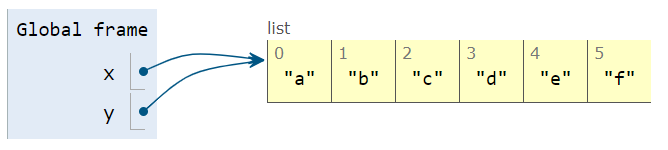 Global frame
x
y
list
0 1 2 3 4 5
"a" "b" "c" "d" "e" "f"